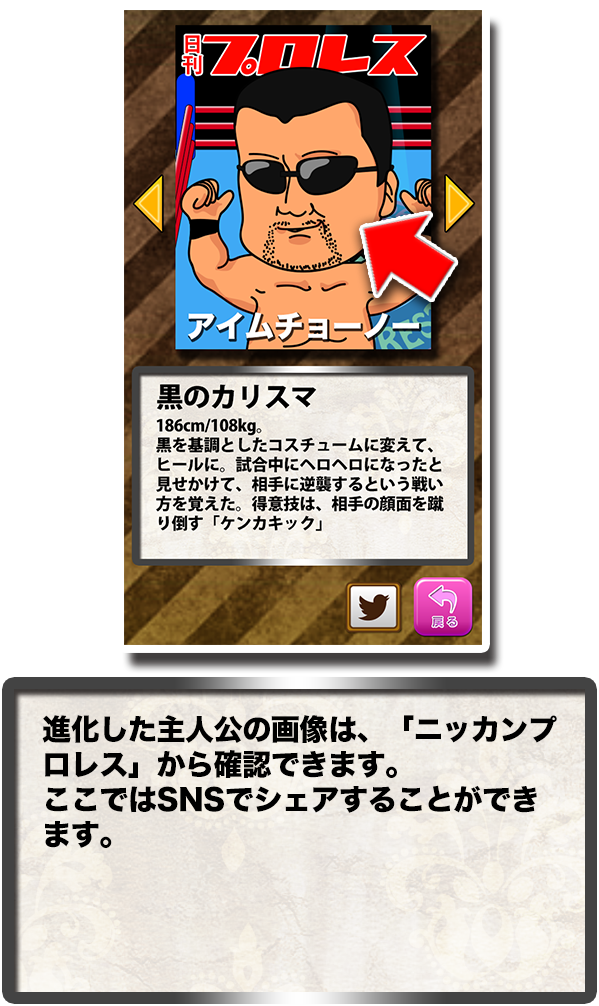 日刊プロレス
アイムチョーノー
REST
黒のカリスマ
186cm/108kg。
黒を基調としたコスチュームに変えて、
ヒールに。試合中にヘロヘロになったと
見せかけて、相手に逆襲するという戦い
方を覚えた。得意技は、相手の顔面を蹴
り倒す「ケンカキック」
戻る
進化した主人公の画像は、「ニッカンプ
ロレス」から確認できます。
ここではSNSでシェアすることができ
ます。